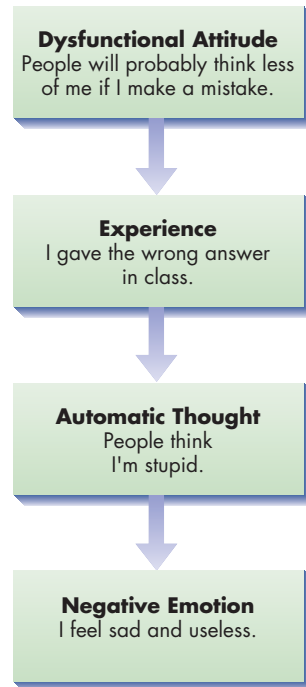 Dysfunctional Attitude
People will probably think less
of me if I make a mistake.
Experience
I gave the wrong answer
in class.
Automatic Thought
People think
I'm stupid.
Negative Emotion
I feel sad and useless.